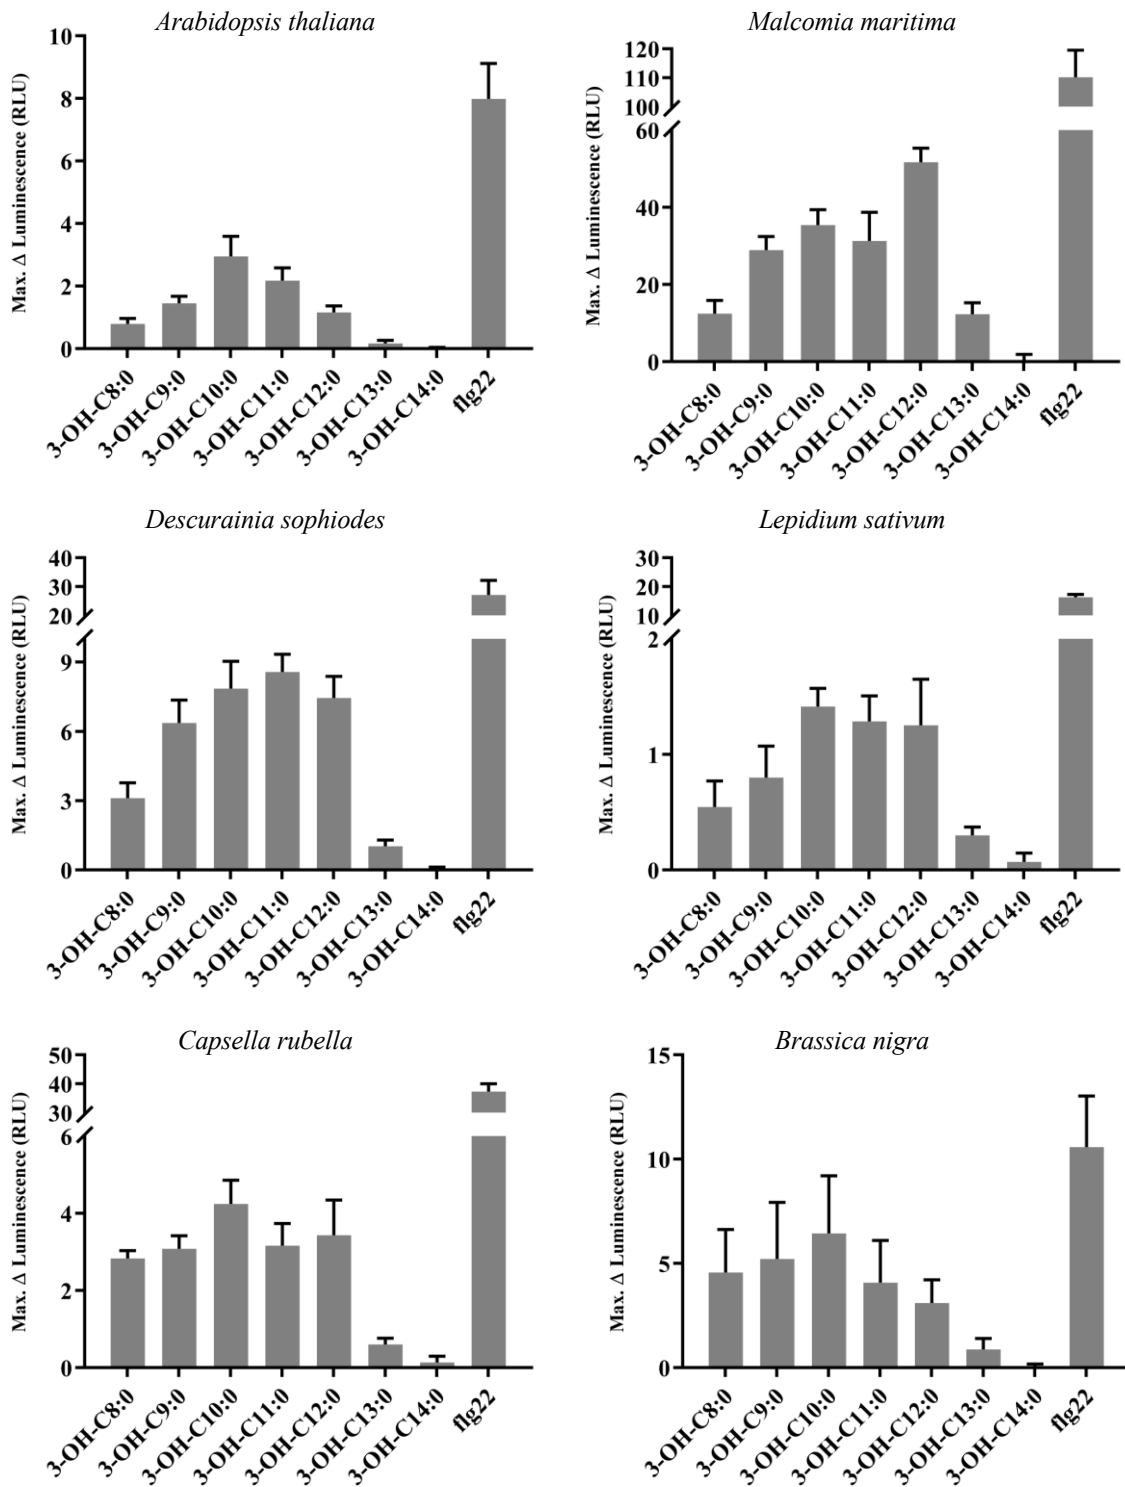 Arabidopsis thaliana
Max. Δ Luminescence (RLU)
10
8
6
4
2
0
3-OH-C8:0
3-OH-C9:0
3-OH-C10:0
3-OH-C11:0
3-OH-C12:0
3-OH-C13:0
3-OH-C14:0
flg22
Malcomia maritima
Max. Δ Luminescence (RLU)
120
110
100
60
40
20
0
3-OH-C8:0
3-OH-C9:0
3-OH-C10:0
3-OH-C11:0
3-OH-C12:0
3-OH-C13:0
3-OH-C14:0
flg22
Descurainia sophiodes
Max. Δ Luminescence (RLU)
40
30
20
9
6
3
0
3-OH-C8:0
3-OH-C9:0
3-OH-C10:0
3-OH-C11:0
3-OH-C12:0
3-OH-C13:0
3-OH-C14:0
flg22
Lepidium sativum
Max. Δ Luminescence (RLU)
30
20
10
2
1
0
3-OH-C8:0
3-OH-C9:0
3-OH-C10:0
3-OH-C11:0
3-OH-C12:0
3-OH-C13:0
3-OH-C14:0
flg22
Capsella rubella
Max. Δ Luminescence (RLU)
50
40
30
6
4
2
0
3-OH-C8:0
3-OH-C9:0
3-OH-C10:0
3-OH-C11:0
3-OH-C12:0
3-OH-C13:0
3-OH-C14:0
flg22
Brassica nigra
Max. Δ Luminescence (RLU)
15
10
5
0
3-OH-C8:0
3-OH-C9:0
3-OH-C10:0
3-OH-C11:0
3-OH-C12:0
3-OH-C13:0
3-OH-C14:0
flg22